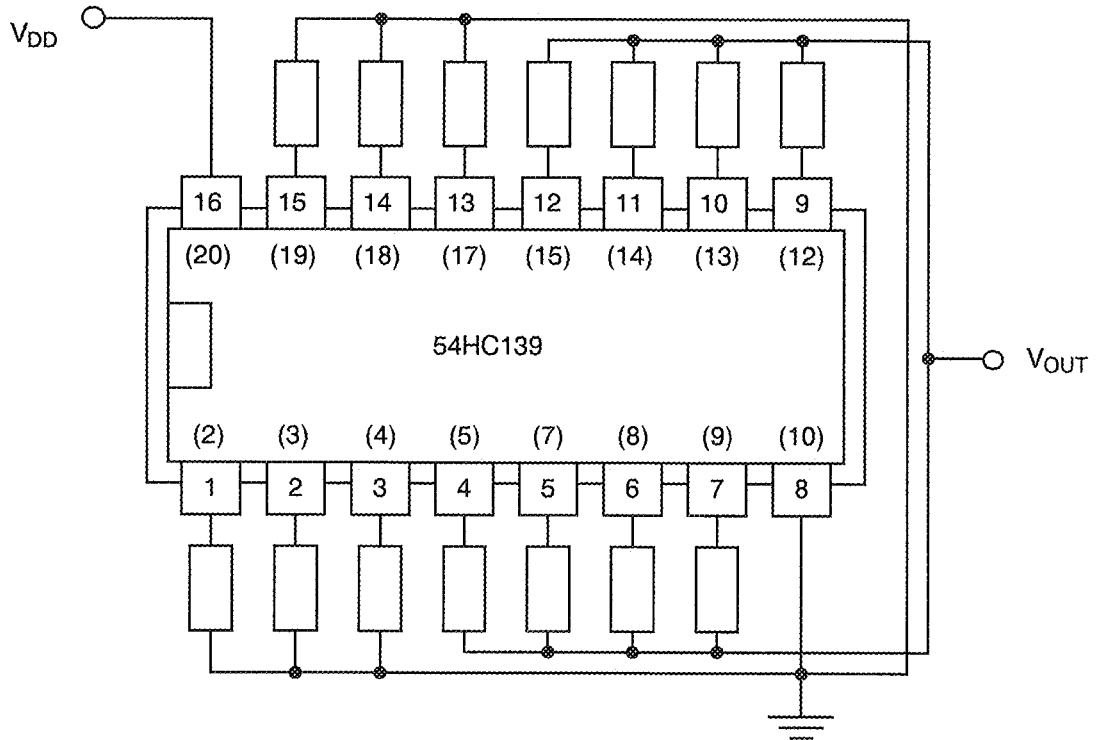 V_DD
16 15 14 13 12 11 10 9
(20) (19) (18) (17) (15) (14) (13) (12)
54HC139
V_OUT
(2) (3) (4) (5) (7) (8) (9) (10)
1 2 3 4 5 6 7 8